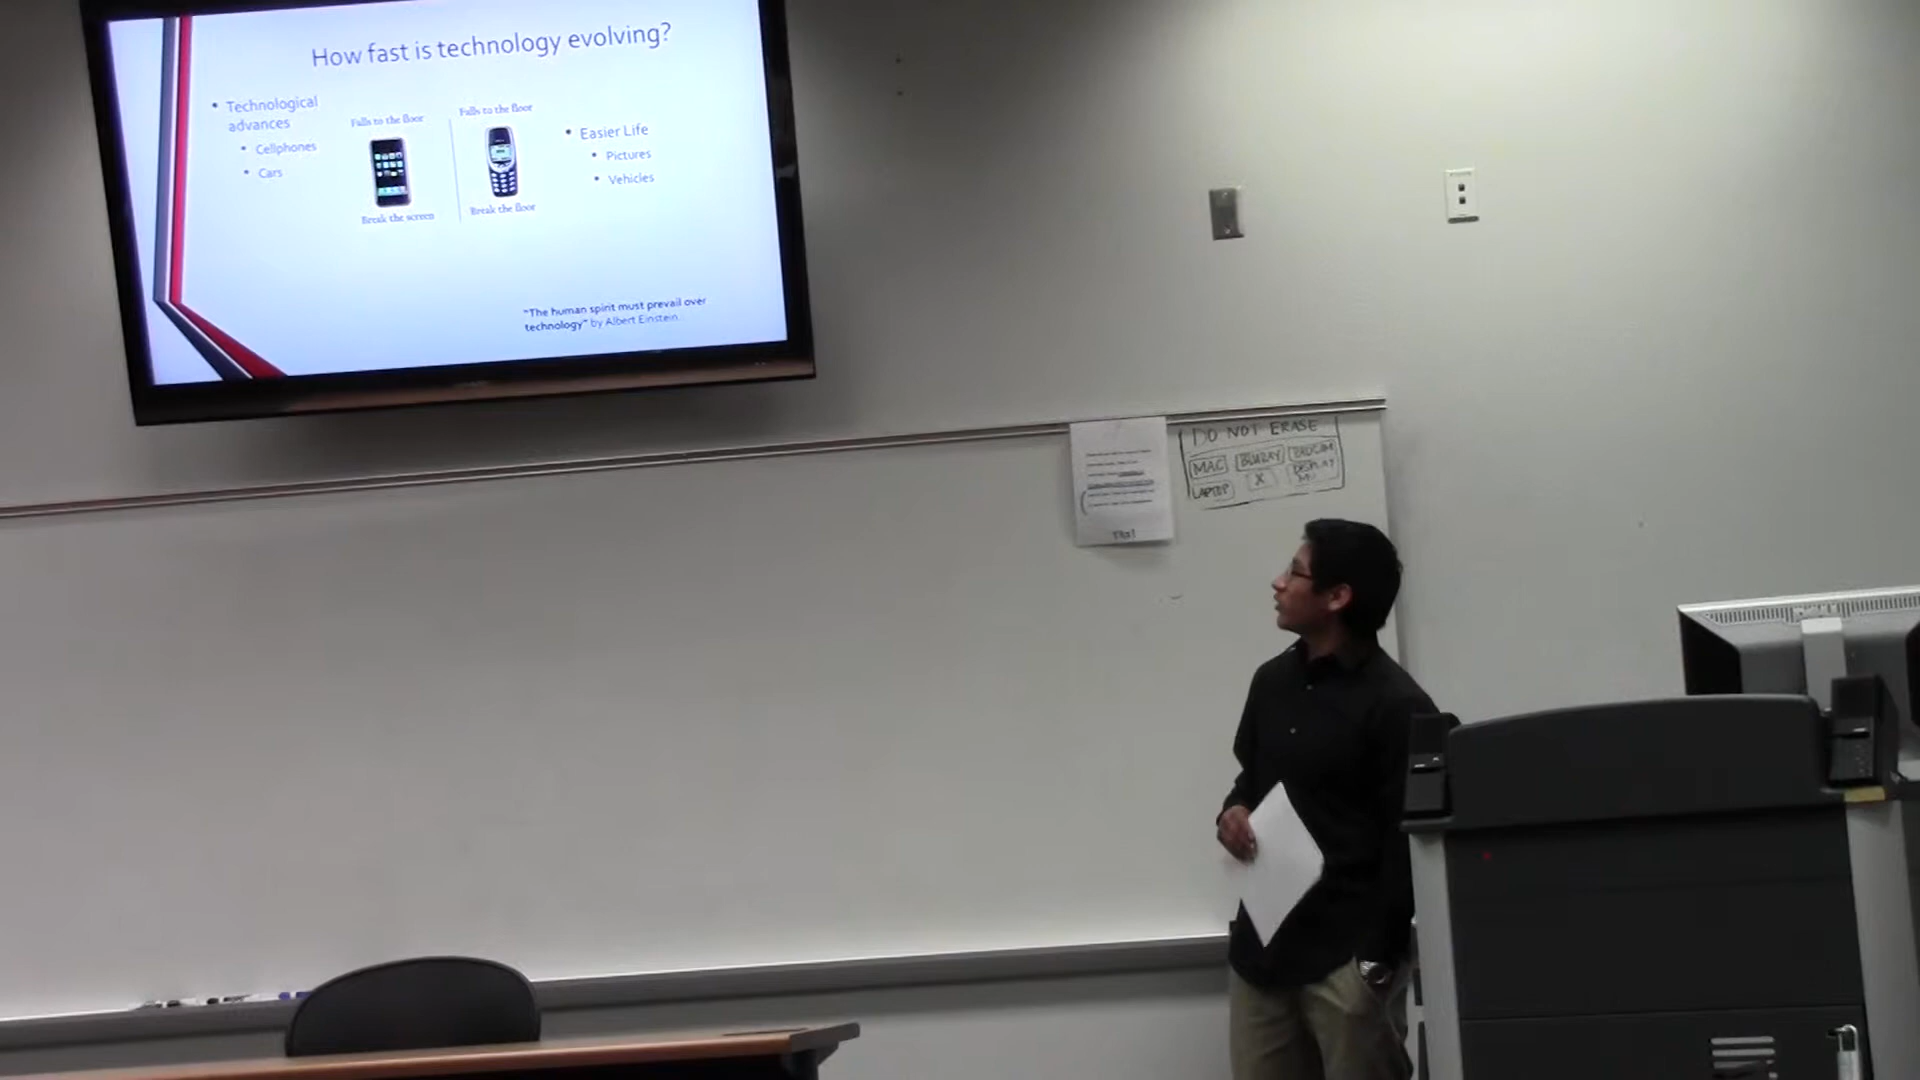 How fast is technology evolving?
• Technological
advances
• Cellphones
• Cars
Falls to the floor
Break the screen
Falls to the floor
Break the floor
• Easier Life
• Pictures
• Vehicles
"The human spirit must prevail over
technology" by Albert Einstein
DO NOT ERASE
MAC
BLURAY
LAPTOP
X
DISPLAY